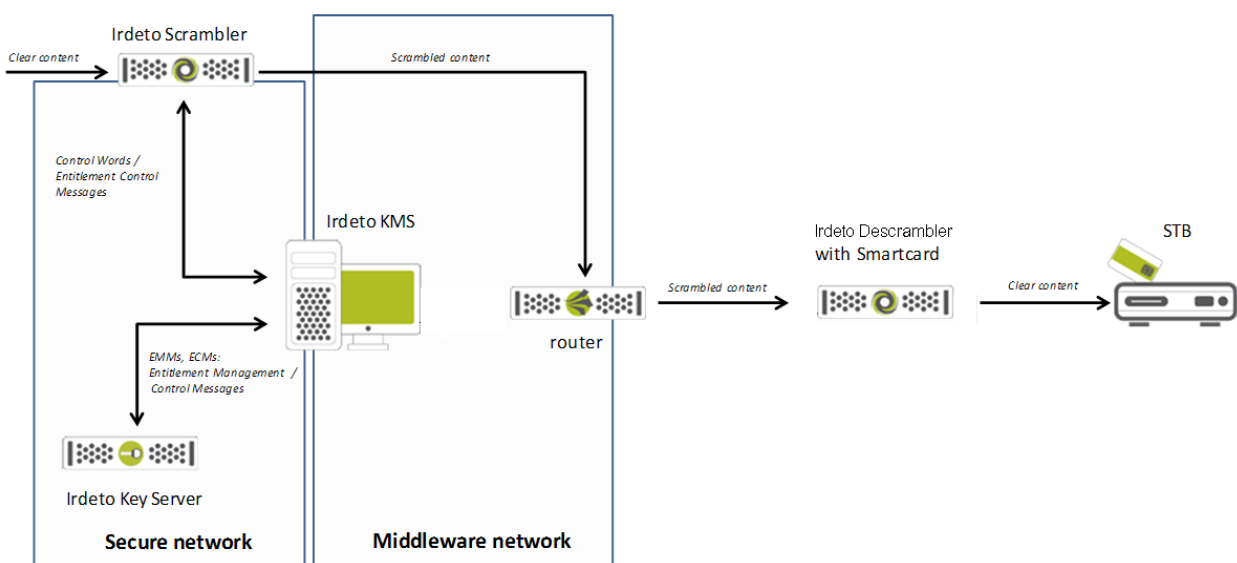 Irdeto Scrambler
Clear content
Scrambled content
Control Words /
Entitlement Control
Messages
Irdeto KMS
Irdeto Descrambler
with Smartcard
STB
Scrambled content
Clear content
router
EMMs, ECMs:
Entitlement Management /
Control Messages
Irdeto Key Server
Secure network
Middleware network